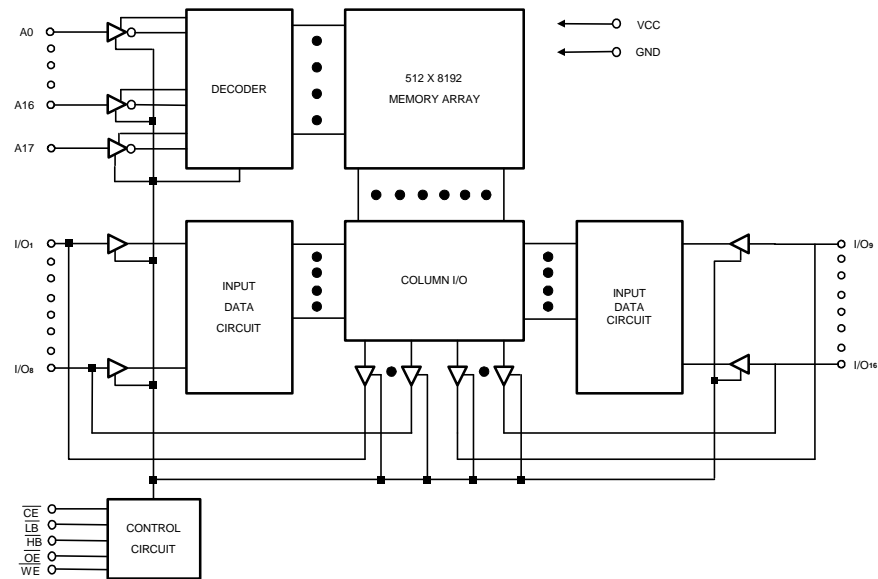 A0
A16
A17
DECODER
512 X 8192
MEMORY ARRAY
VCC
GND
I/O1
I/O8
INPUT
DATA
CIRCUIT
COLUMN I/O
INPUT
DATA
CIRCUIT
I/O9
I/O16
CE
LB
HB
OE
WE
CONTROL
CIRCUIT